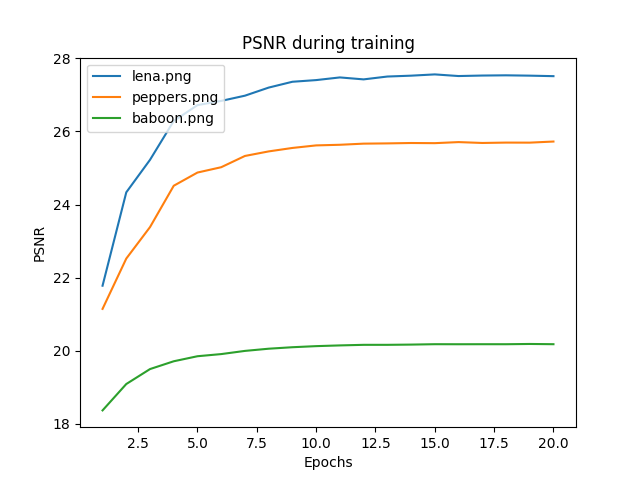 PSNR during training
28
lena.png
peppers.png
baboon.png
26
24
PSNR
22
20
18
2.5 5.0 7.5 10.0 12.5 15.0 17.5 20.0
Epochs